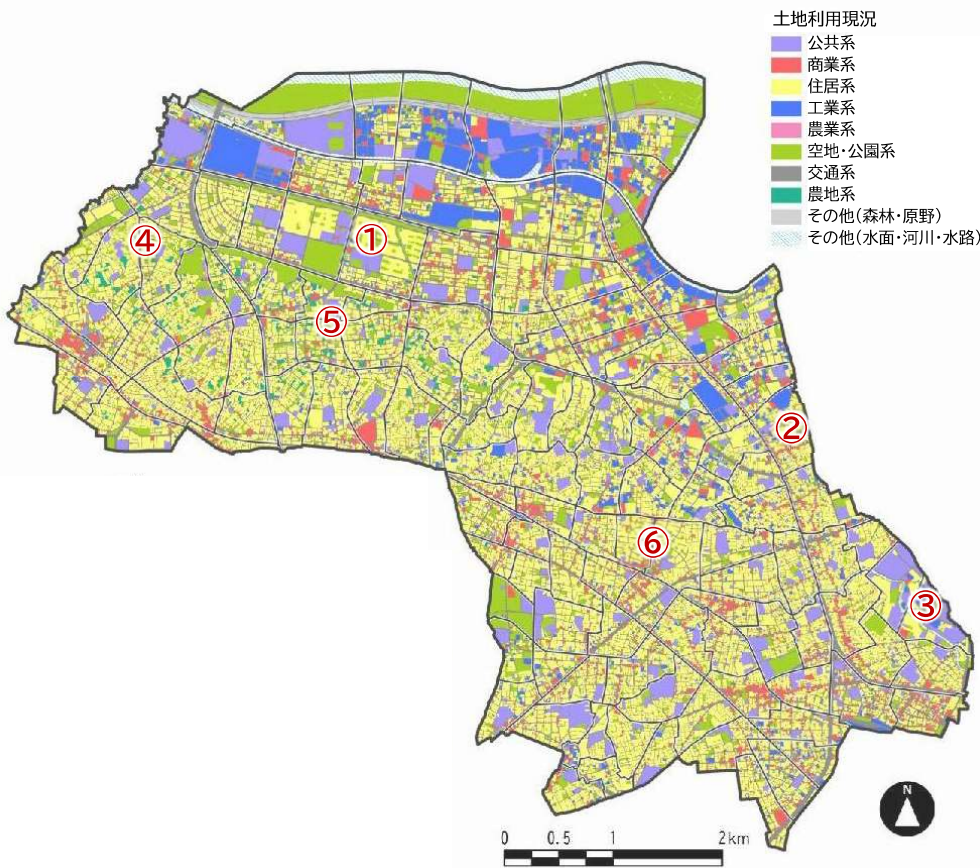 土地利用現況
公共系
商業系
住居系
工業系
農業系
空地・公園系
交通系
農地系
その他(森林・原野)
その他(水面・河川・水路)
①
④
⑤
②
⑥
③
N
0 0.5 1 2km